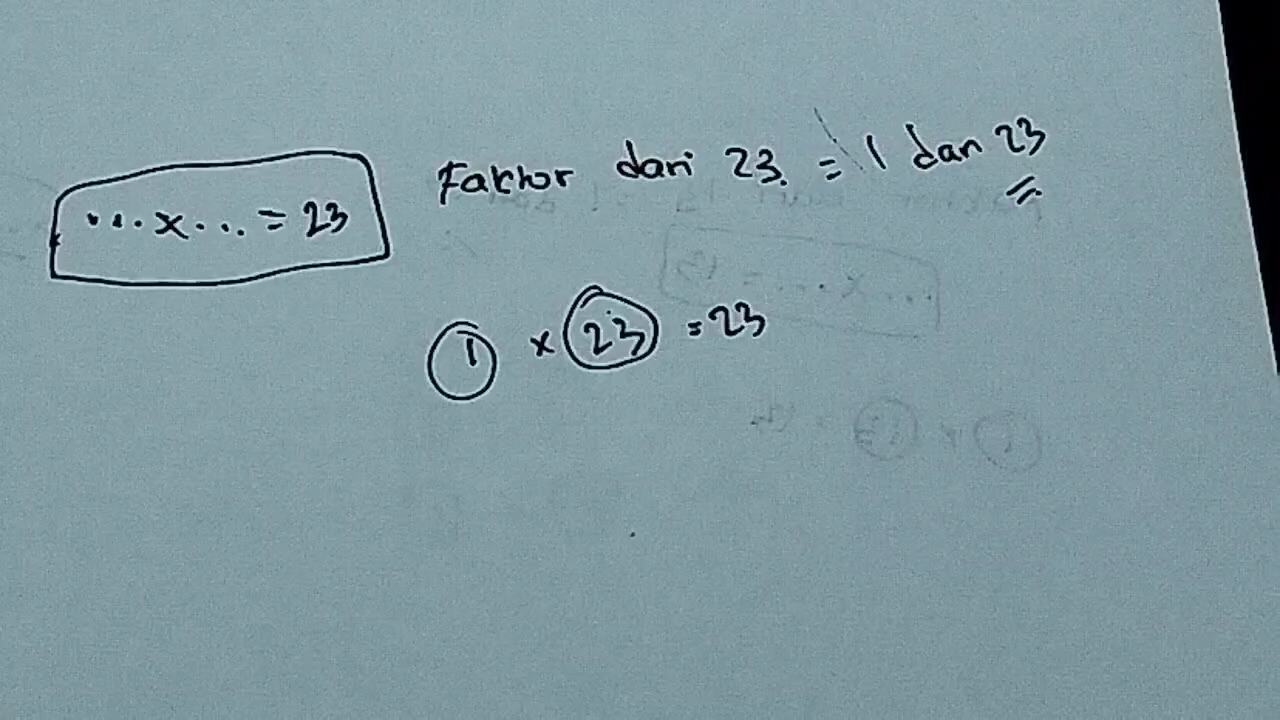 Faktor dari 23. = 1 dan 23
... x ... = 23
1 x 23 = 23